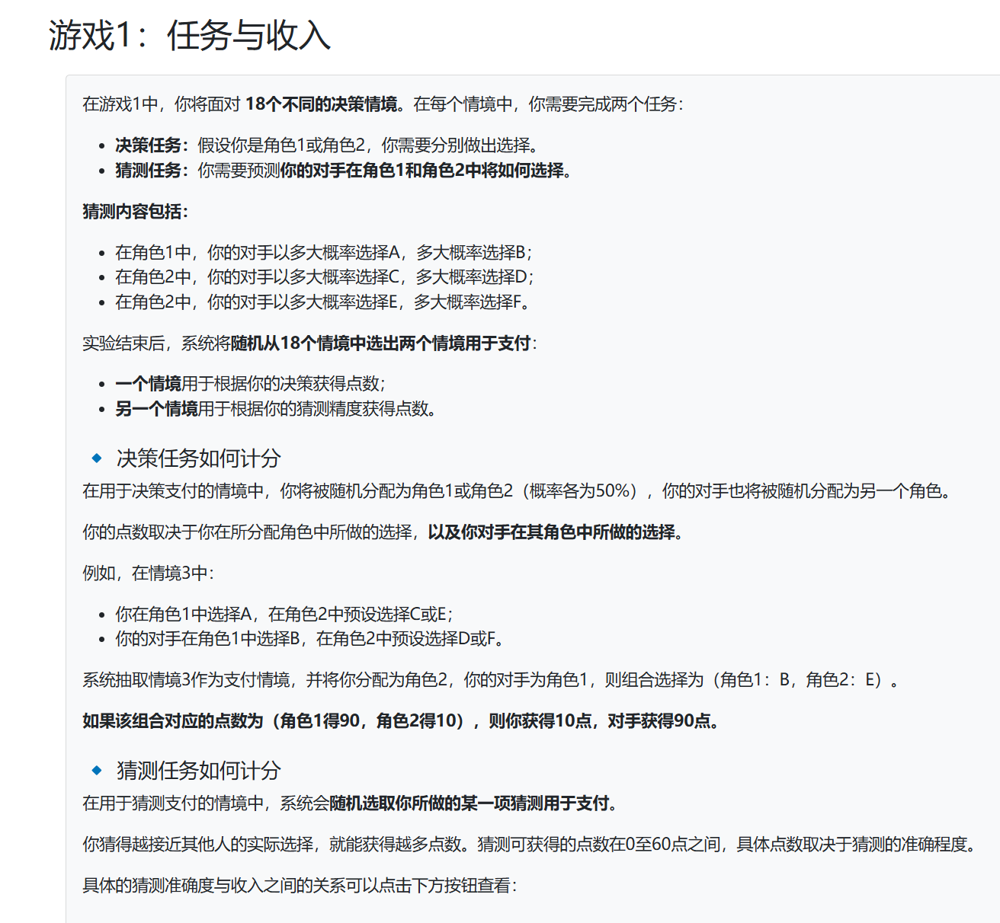 游戏1：任务与收入
在游戏1中，你将面对 18个不同的决策情境。在每个情境中，你需要完成两个任务：
• 决策任务：假设你是角色1或角色2，你需要分别做出选择。
• 猜测任务：你需要预测你的对手在角色1和角色2中将如何选择。
猜测内容包括：
• 在角色1中，你的对手以多大概率选择A，多大概率选择B；
• 在角色2中，你的对手以多大概率选择C，多大概率选择D；
• 在角色2中，你的对手以多大概率选择E，多大概率选择F。
实验结束后，系统将随机从18个情境中选出两个情境用于支付：
• 一个情境用于根据你的决策获得点数；
• 另一个情境用于根据你的猜测精度获得点数。
🔹 决策任务如何计分
在用于决策支付的情境中，你将被随机分配为角色1或角色2（概率各为50%），你的对手也将被随机分配为另一个角色。
你的点数取决于你在所分配角色中所做的选择，以及你对手在其角色中所做的选择。
例如，在情境3中：
• 你在角色1中选择A，在角色2中预设选择C或E；
• 你的对手在角色1中选择B，在角色2中预设选择D或F。
系统抽取情境3作为支付情境，并将你分配为角色2，你的对手为角色1，则组合选择为（角色1：B，角色2：E）。
如果该组合对应的点数为（角色1得90，角色2得10），则你获得10点，对手获得90点。
🔹 猜测任务如何计分
在用于猜测支付的情境中，系统会随机选取你所做的某一项猜测用于支付。
你猜得越接近其他人的实际选择，就能获得越多点数。猜测可获得的点数在0至60点之间，具体点数取决于猜测的准确程度。
具体的猜测准确度与收入之间的关系可以点击下方按钮查看：